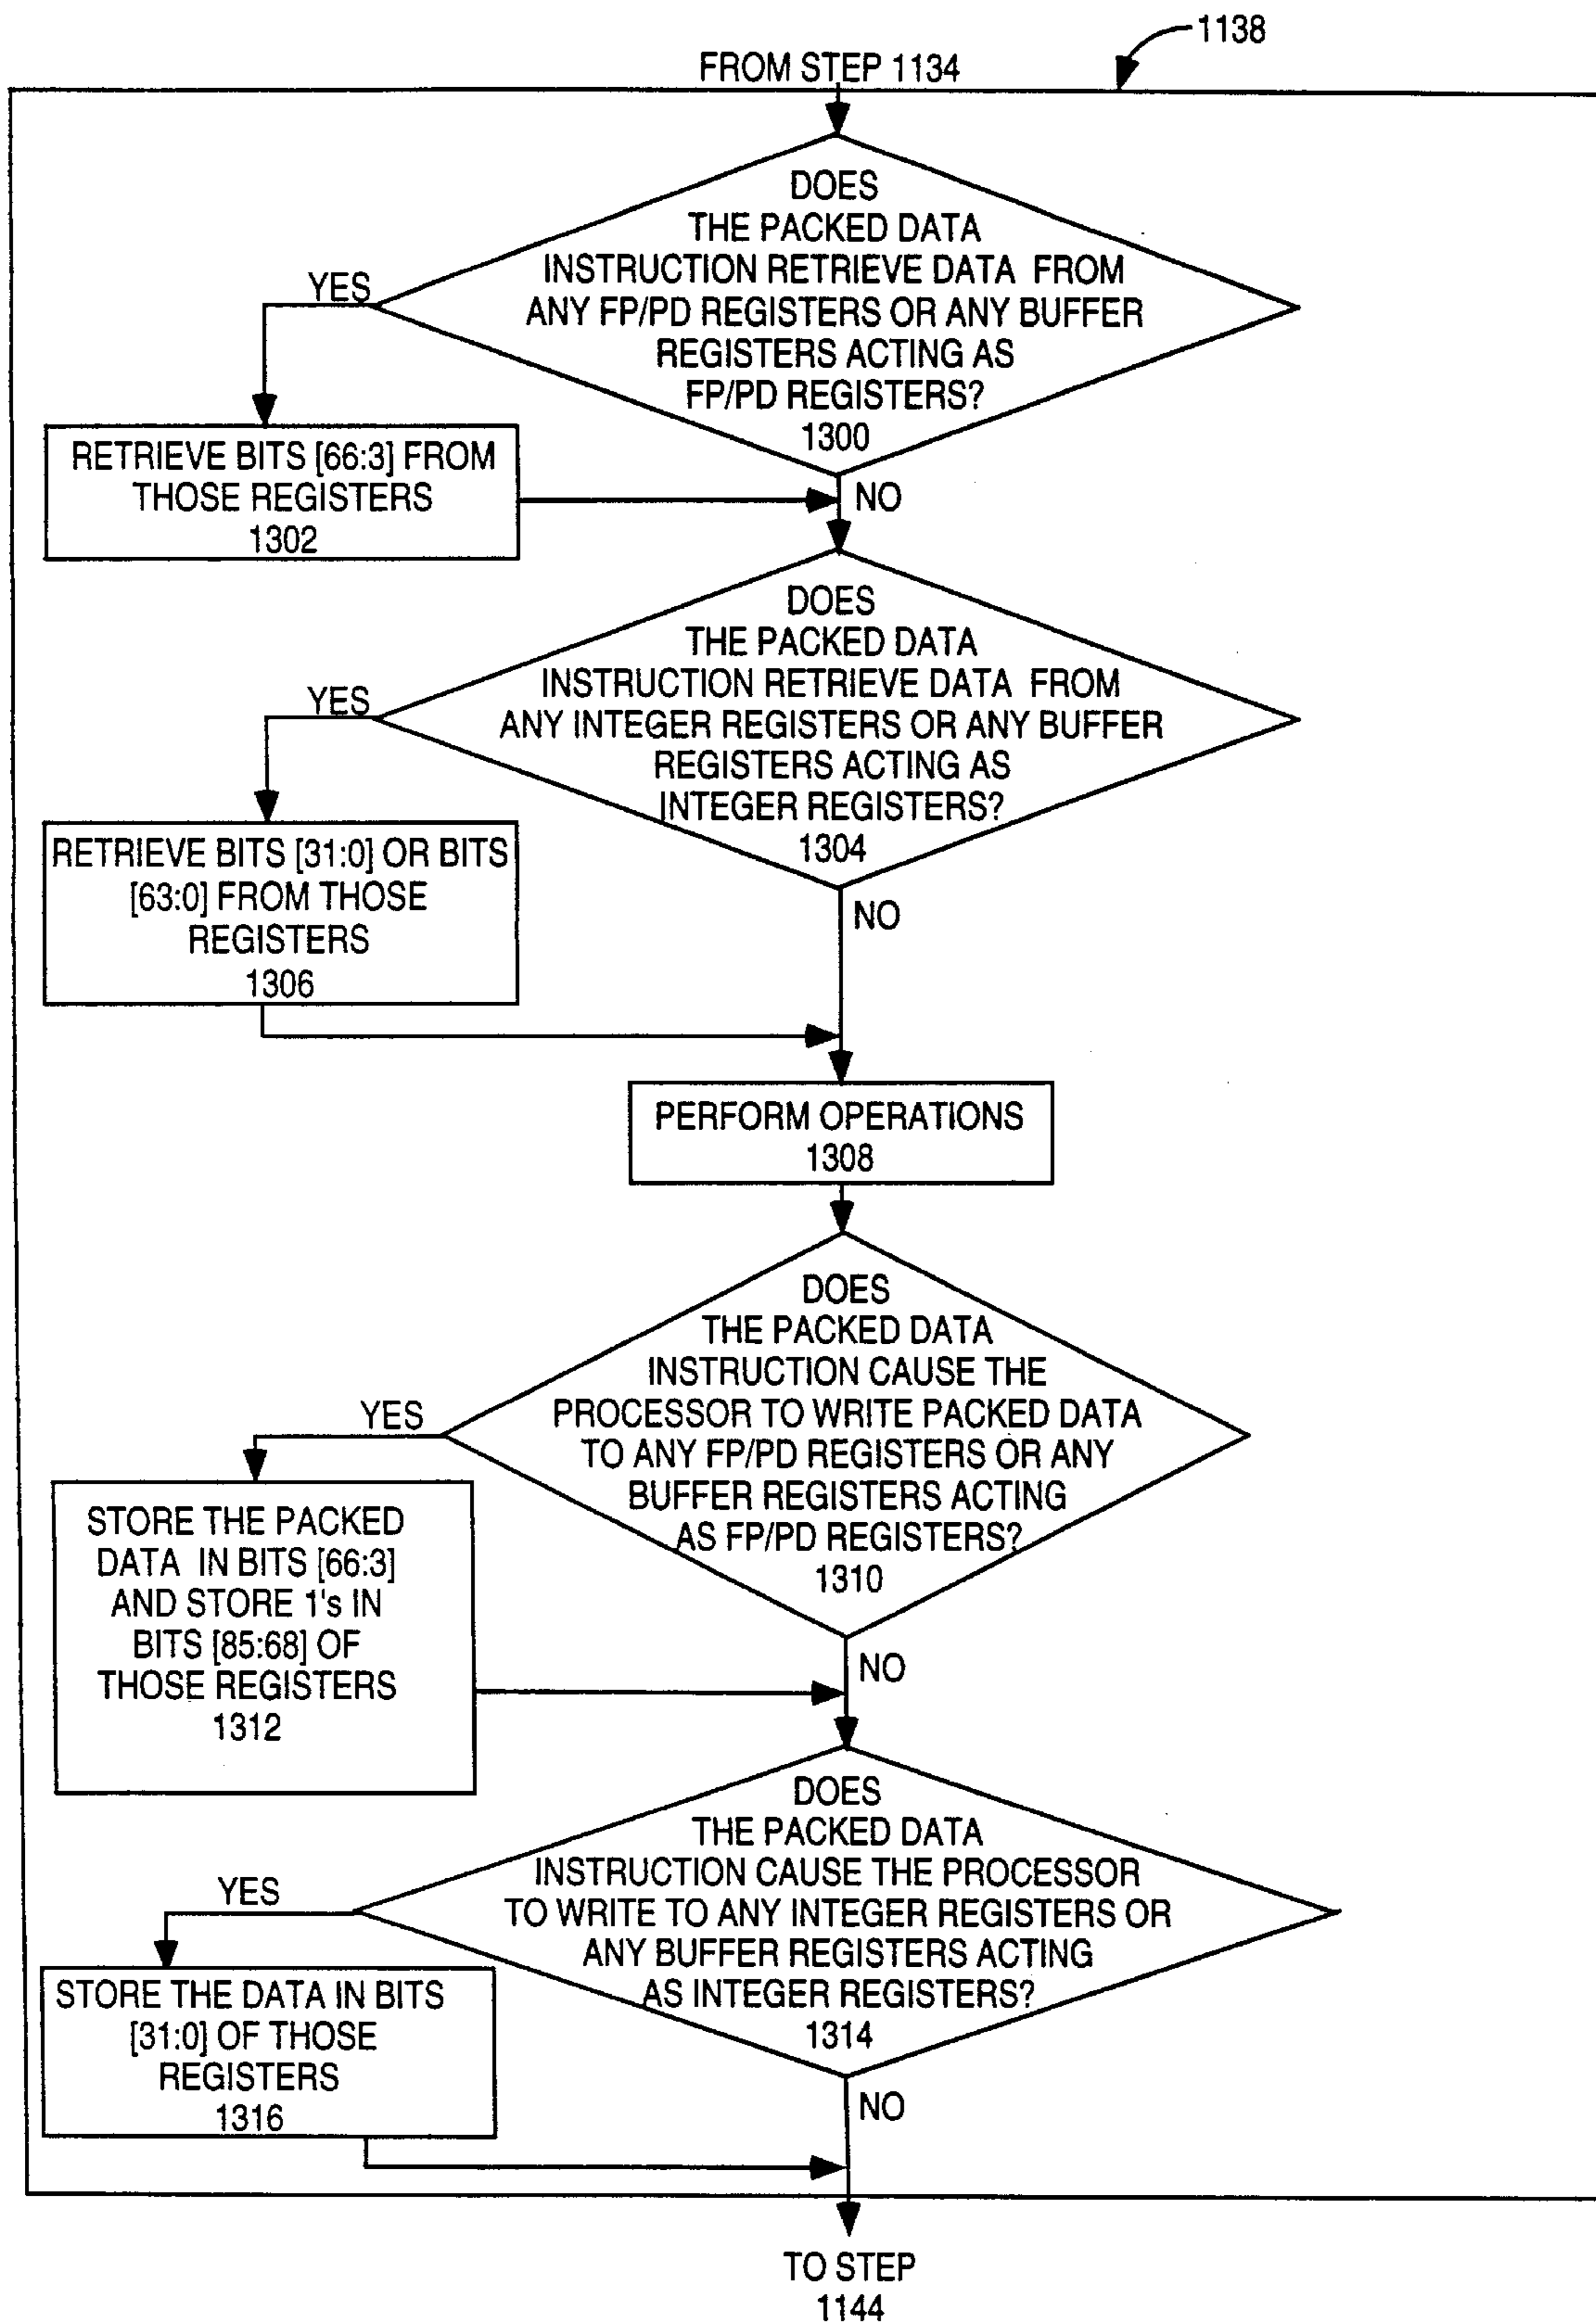 1138
FROM STEP 1134
DOES
THE PACKED DATA
INSTRUCTION RETRIEVE DATA FROM
ANY FP/PD REGISTERS OR ANY BUFFER
REGISTERS ACTING AS
FP/PD REGISTERS?
1300
YES
RETRIEVE BITS [66:3] FROM
THOSE REGISTERS
1302
NO
DOES
THE PACKED DATA
INSTRUCTION RETRIEVE DATA FROM
ANY INTEGER REGISTERS OR ANY BUFFER
REGISTERS ACTING AS
INTEGER REGISTERS?
1304
YES
RETRIEVE BITS [31:0] OR BITS
[63:0] FROM THOSE
REGISTERS
1306
NO
PERFORM OPERATIONS
1308
DOES
THE PACKED DATA
INSTRUCTION CAUSE THE
PROCESSOR TO WRITE PACKED DATA
TO ANY FP/PD REGISTERS OR ANY
BUFFER REGISTERS ACTING
AS FP/PD REGISTERS?
1310
YES
STORE THE PACKED
DATA IN BITS [66:3]
AND STORE 1's IN
BITS [85:68] OF
THOSE REGISTERS
1312
NO
DOES
THE PACKED DATA
INSTRUCTION CAUSE THE PROCESSOR
TO WRITE TO ANY INTEGER REGISTERS OR
ANY BUFFER REGISTERS ACTING
AS INTEGER REGISTERS?
1314
YES
STORE THE DATA IN BITS
[31:0] OF THOSE
REGISTERS
1316
NO
TO STEP
1144